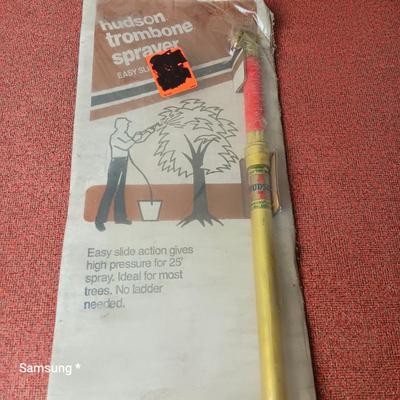 hudson
trombone
sprayer
EASY SLI
HUDSON
Easy slide action gives
high pressure for 25'
spray. Ideal for most
trees. No ladder
needed.
Samsung *